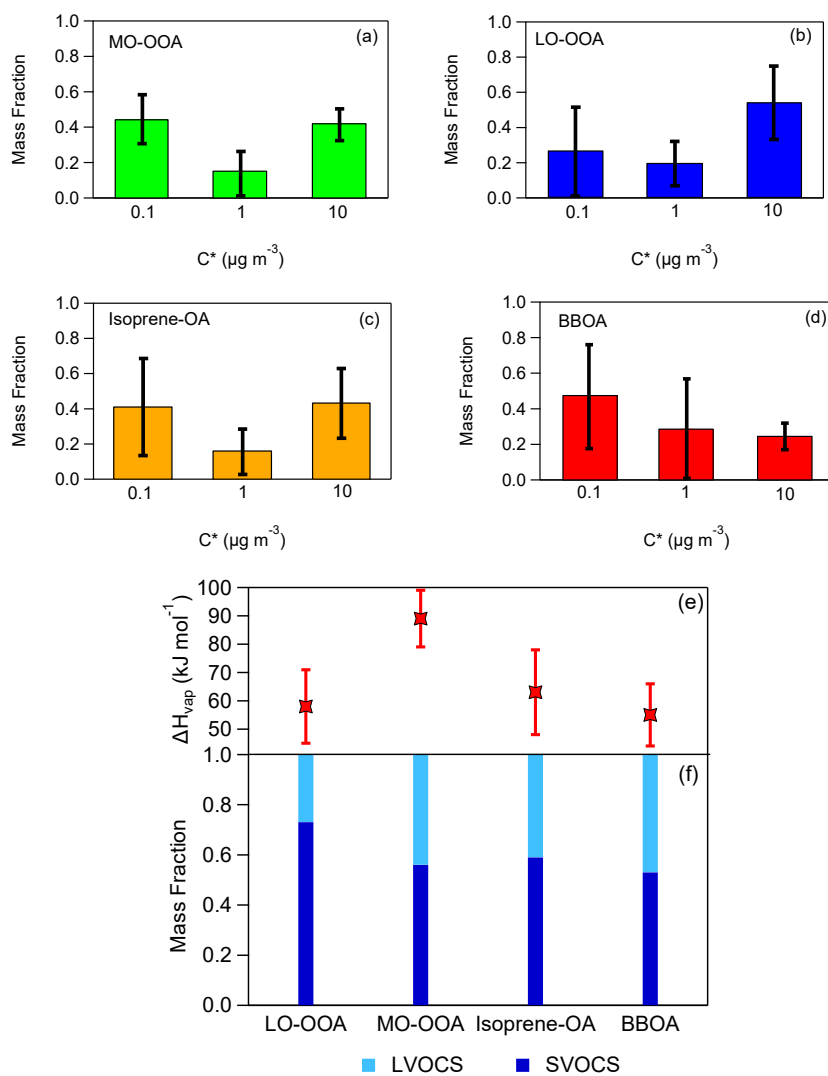 MO-OOA
(a)
Mass Fraction
1.0
0.8
0.6
0.4
0.2
0.0
0.1 1 10
C* (µg m⁻³)
LO-OOA
(b)
Mass Fraction
1.0
0.8
0.6
0.4
0.2
0.0
0.1 1 10
C* (µg m⁻³)
Isoprene-OA
(c)
Mass Fraction
1.0
0.8
0.6
0.4
0.2
0.0
0.1 1 10
C* (µg m⁻³)
BBOA
(d)
Mass Fraction
1.0
0.8
0.6
0.4
0.2
0.0
0.1 1 10
C* (µg m⁻³)
(e)
ΔHvap (kJ mol⁻¹)
100
90
80
70
60
50
(f)
Mass Fraction
1.0
0.8
0.6
0.4
0.2
0.0
LO-OOA MO-OOA Isoprene-OA BBOA
LVOCS SVOCS